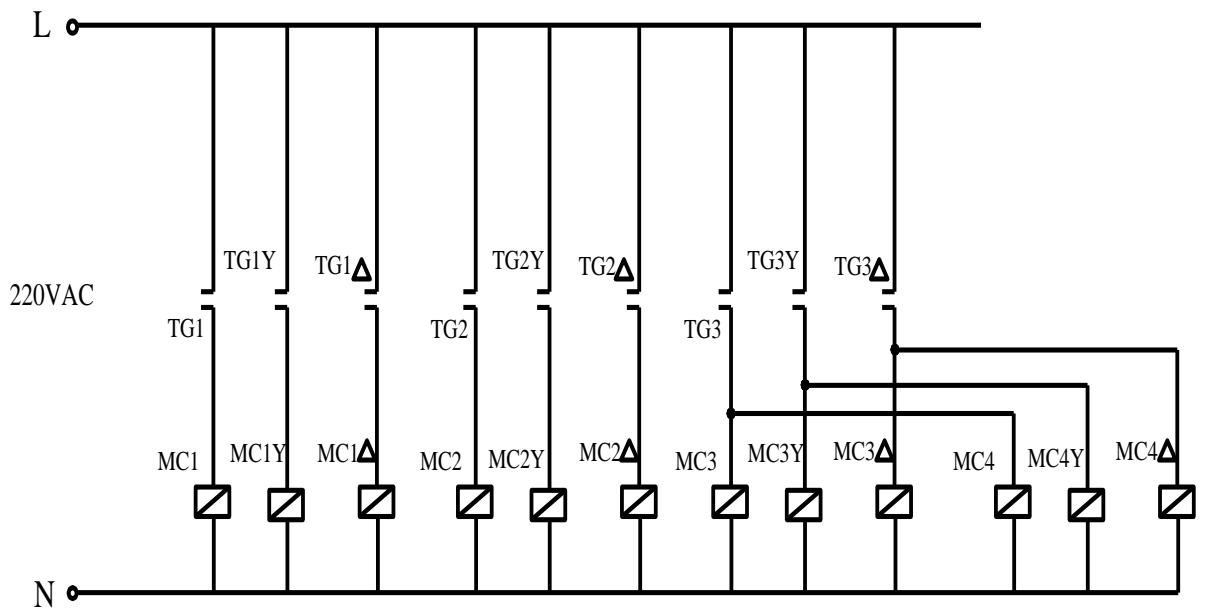 L
TG1Y TG1Δ TG2Y TG2Δ TG3Y TG3Δ
220VAC
TG1 TG2 TG3
MC1 MC1Y MC1Δ MC2 MC2Y MC2Δ MC3 MC3Y MC3Δ MC4 MC4Y MC4Δ
N